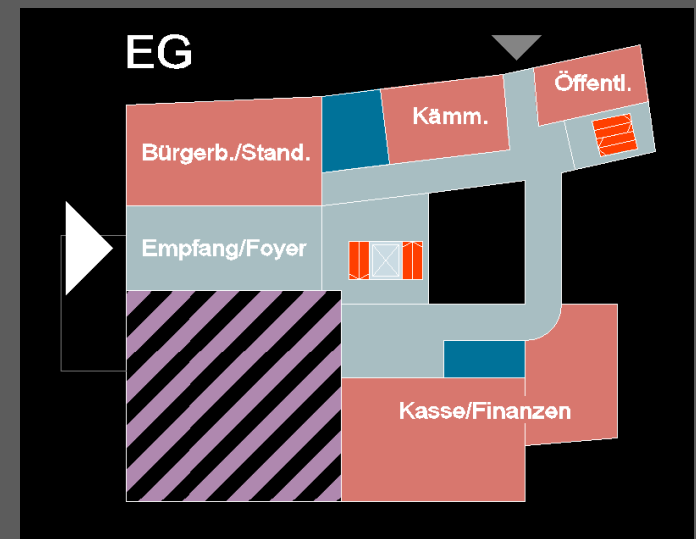 EG
Öffentl.
Kämm.
Bürgerb./Stand.
Empfang/Foyer
Kasse/Finanzen